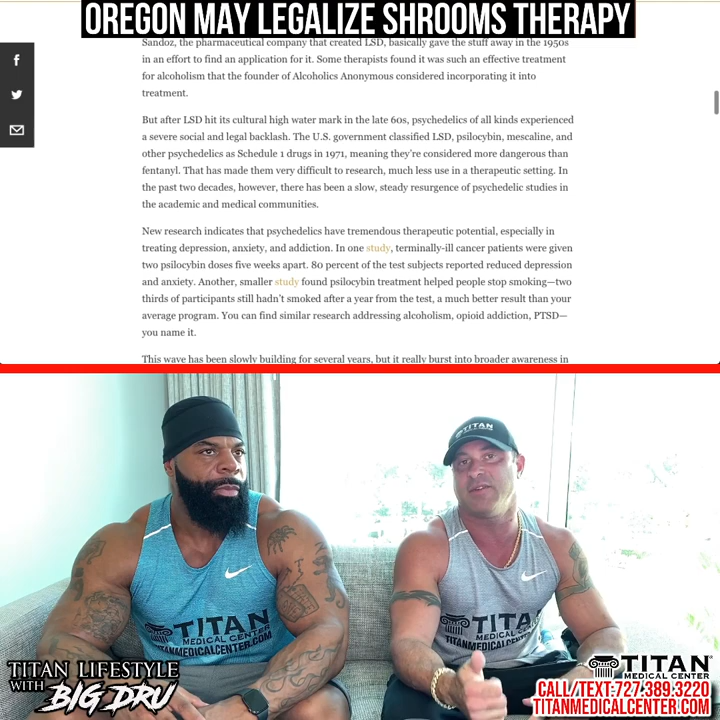 OREGON MAY LEGALIZE SHROOMS THERAPY
Sandoz, the pharmaceutical company that created LSD, basically gave the stuff away in the 1950s
in an effort to find an application for it. Some therapists found it was such an effective treatment
for alcoholism that the founder of Alcoholics Anonymous considered incorporating it into
treatment.
But after LSD hit its cultural high water mark in the late 60s, psychedelics of all kinds experienced
a severe social and legal backlash. The U.S. government classified LSD, psilocybin, mescaline, and
other psychedelics as Schedule 1 drugs in 1971, meaning they're considered more dangerous than
fentanyl. That has made them very difficult to research, much less use in a therapeutic setting. In
the past two decades, however, there has been a slow, steady resurgence of psychedelic studies in
the academic and medical communities.
New research indicates that psychedelics have tremendous therapeutic potential, especially in
treating depression, anxiety, and addiction. In one study, terminally-ill cancer patients were given
two psilocybin doses five weeks apart. 80 percent of the test subjects reported reduced depression
and anxiety. Another, smaller study found psilocybin treatment helped people stop smoking—two
thirds of participants still hadn't smoked after a year from the test, a much better result than your
average program. You can find similar research addressing alcoholism, opioid addiction, PTSD—
you name it.
This wave has been slowly building for several years, but it really burst into broader awareness in
TITAN
TITAN
MEDICAL CENTER
TITANMEDICALCENTER.COM
TITAN
MEDICAL CENTER
TITANMEDICALCENTER.COM
TITAN LIFESTYLE
WITH BIG DRU
TITAN
MEDICAL CENTER
CALL/TEXT:727.389.3220
TITANMEDICALCENTER.COM